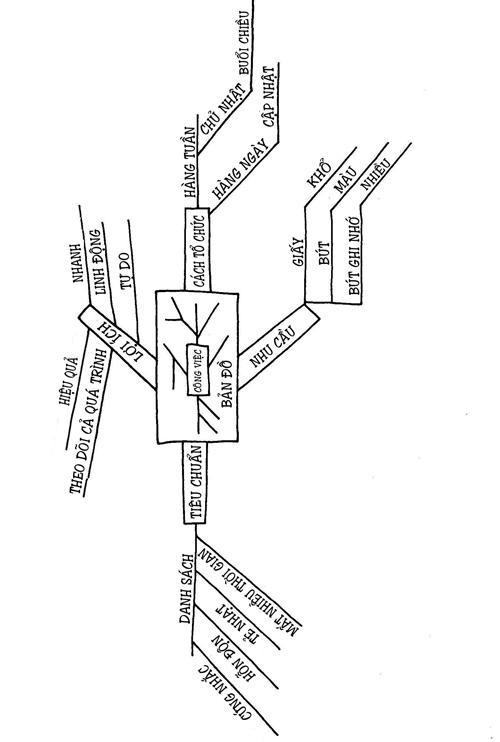 CÔNG VIỆC
BẢN ĐỒ
CÁCH TỔ CHỨC
HÀNG TUẦN
CHỦ NHẬT
BUỔI CHIỀU
HÀNG NGÀY
CẬP NHẬT
NHU CẦU
GIẤY
KHỔ
BÚT
MÀU
BÚT GHI NHỚ
NHIỀU
TIÊU CHUẨN
DANH SÁCH
MẤT NHIỀU THỜI GIAN
TẺ NHẠT
HỖN ĐỘN
CỨNG NHẮC
LỢI ÍCH
THEO DÕI CẢ QUÁ TRÌNH
HIỆU QUẢ
NHANH
LINH ĐỘNG
TỰ DO